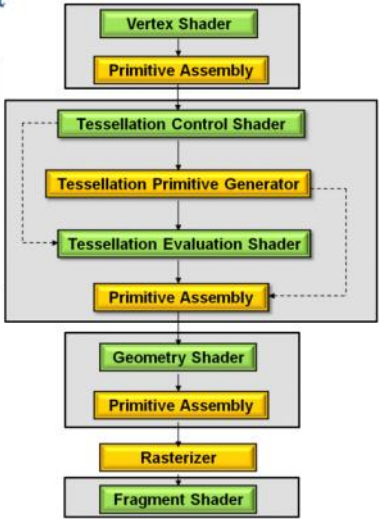 Vertex Shader
Primitive Assembly
Tessellation Control Shader
Tessellation Primitive Generator
Tessellation Evaluation Shader
Primitive Assembly
Geometry Shader
Primitive Assembly
Rasterizer
Fragment Shader